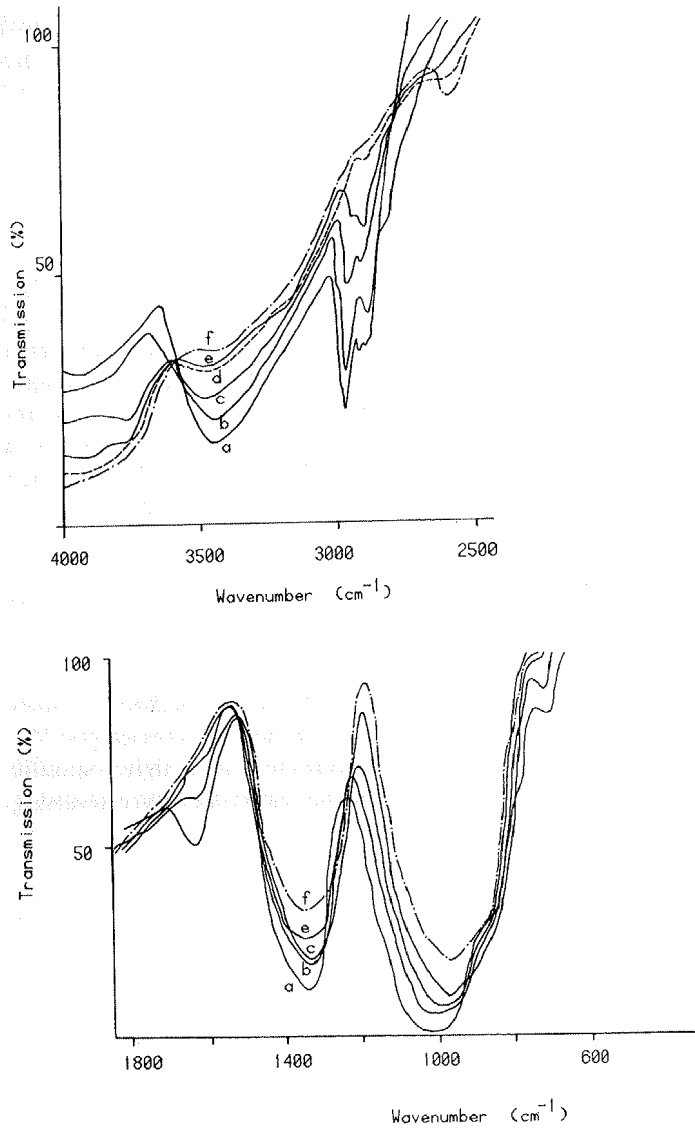 100
50
Transmission (%)
f
e
d
c
b
a
4000
3500
3000
2500
Wavenumber (cm⁻¹)
100
50
Transmission (%)
f
e
c
b
a
1800
1400
1000
600
Wavenumber (cm⁻¹)